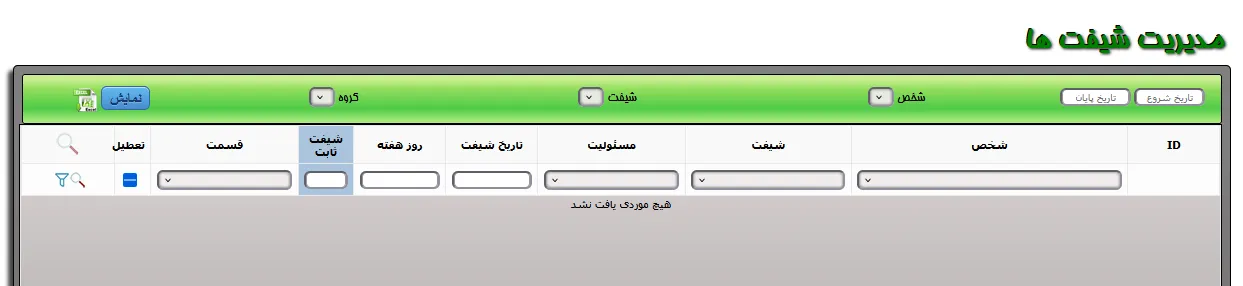 مدیریت شیفت ها
تاریخ شروع تاریخ پایان شخص شیفت گروه نمایش
ID شخص شیفت مسئولیت تاریخ شیفت روز هفته شیفت ثابت قسمت تعطیل
هیچ موردی یافت نشد